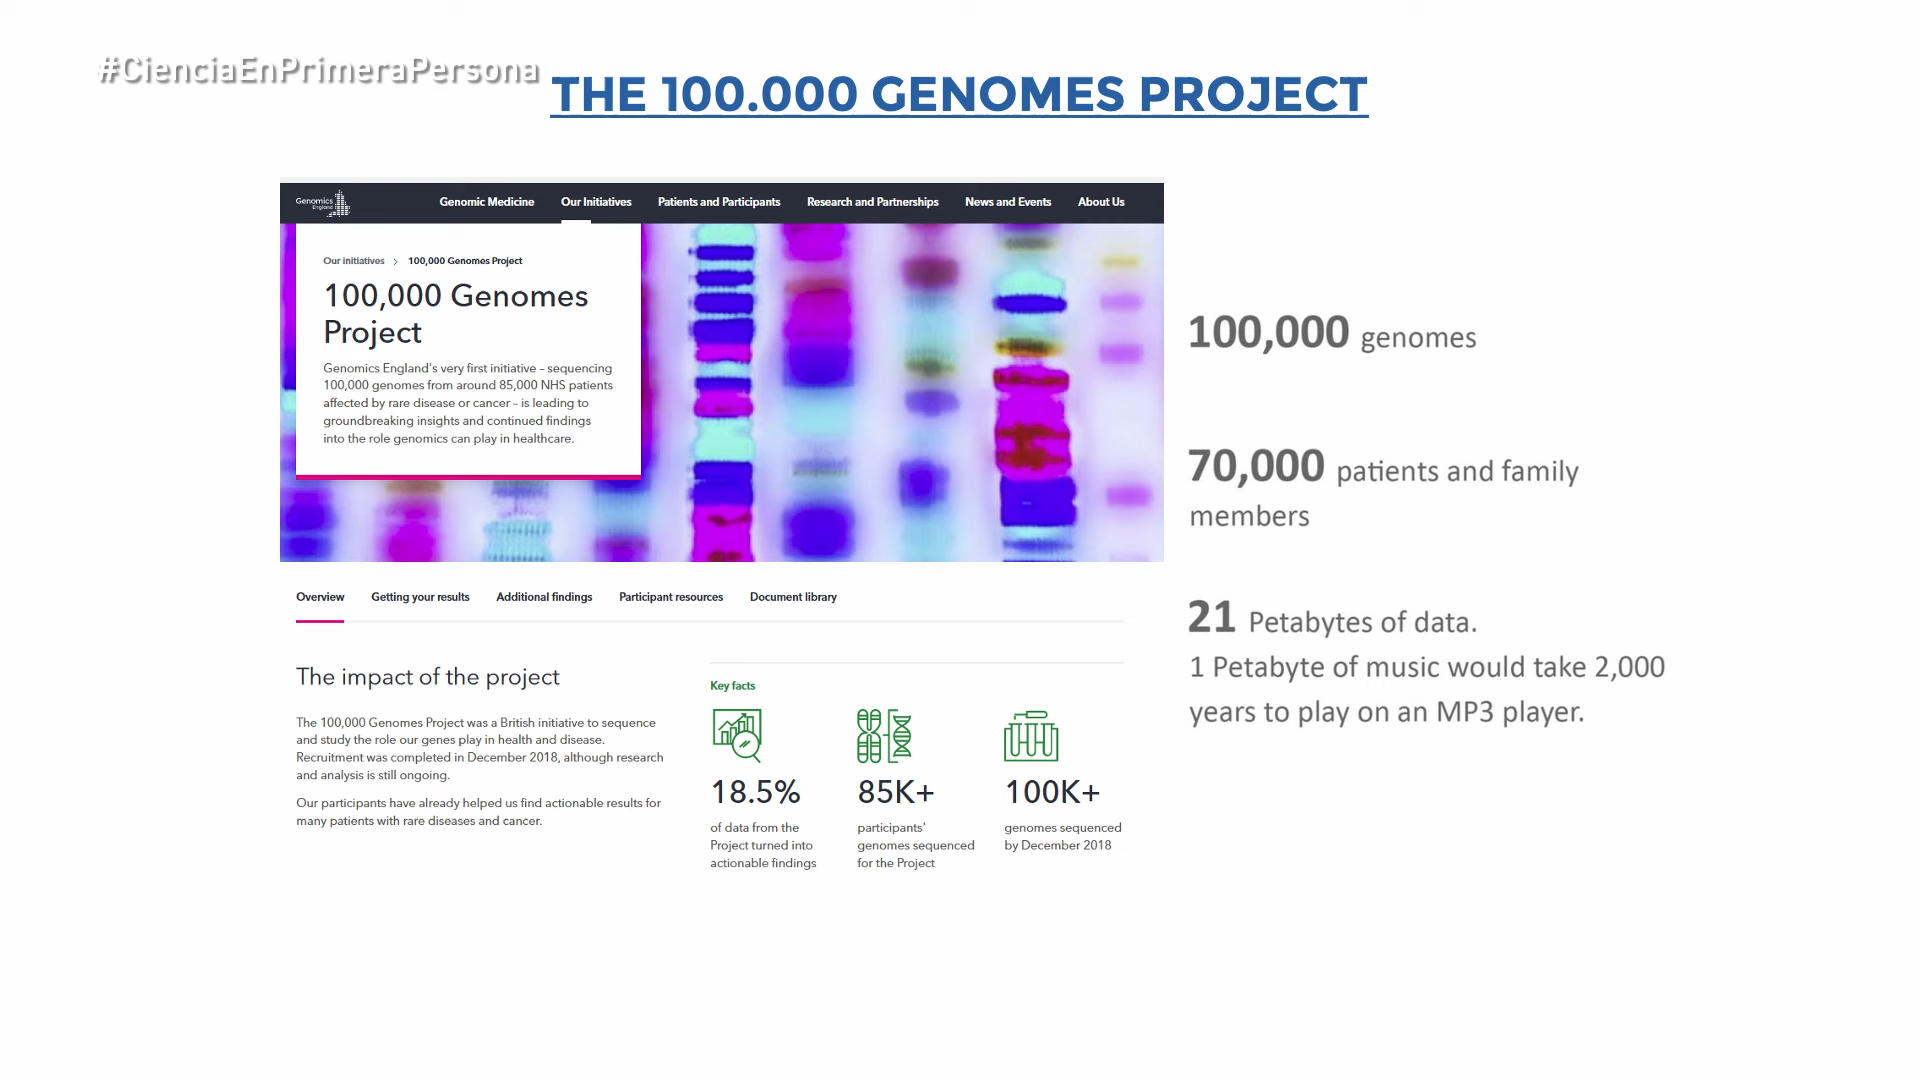 #CienciaEnPrimeraPersona
THE 100.000 GENOMES PROJECT
Genomics
England
Genomic Medicine
Our Initiatives
Patients and Participants
Research and Partnerships
News and Events
About Us
Our initiatives > 100,000 Genomes Project
100,000 Genomes
Project
Genomics England's very first initiative – sequencing
100,000 genomes from around 85,000 NHS patients
affected by rare disease or cancer – is leading to
groundbreaking insights and continued findings
into the role genomics can play in healthcare.
Overview
Getting your results
Additional findings
Participant resources
Document library
The impact of the project
The 100,000 Genomes Project was a British initiative to sequence
and study the role our genes play in health and disease.
Recruitment was completed in December 2018, although research
and analysis is still ongoing.
Our participants have already helped us find actionable results for
many patients with rare diseases and cancer.
Key facts
18.5%
of data from the
Project turned into
actionable findings
85K+
participants'
genomes sequenced
for the Project
100K+
genomes sequenced
by December 2018
100,000 genomes
70,000 patients and family
members
21 Petabytes of data.
1 Petabyte of music would take 2,000
years to play on an MP3 player.